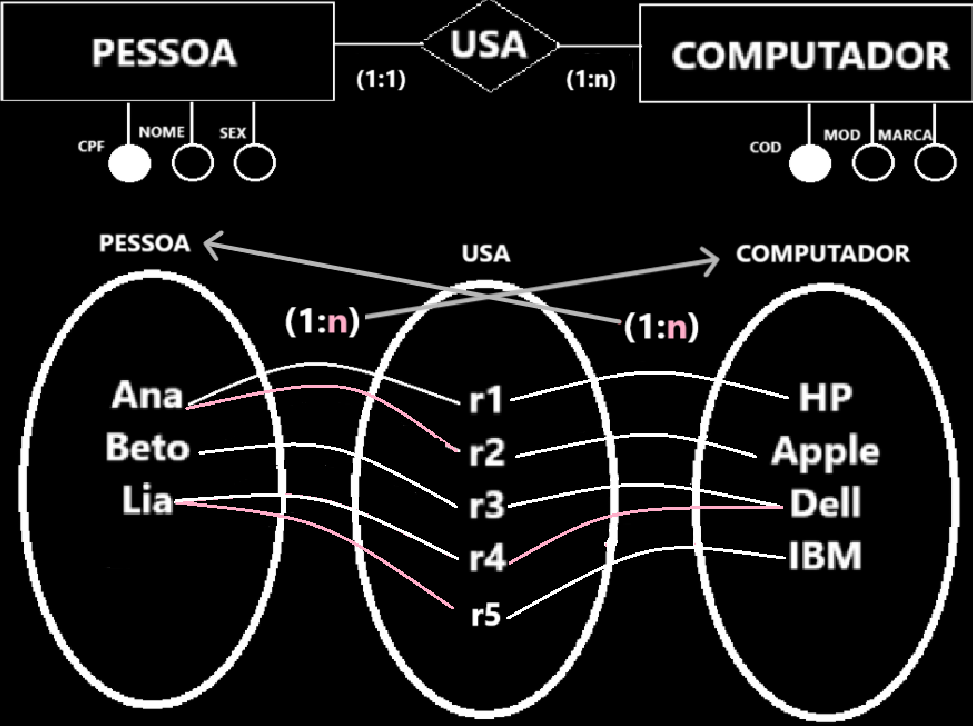 PESSOA
USA
COMPUTADOR
(1:1)
(1:n)
CPF
NOME
SEX
COD
MOD
MARCA
PESSOA
USA
COMPUTADOR
(1:n)
(1:n)
Ana
r1
HP
Beto
r2
Apple
Lia
r3
Dell
r4
IBM
r5